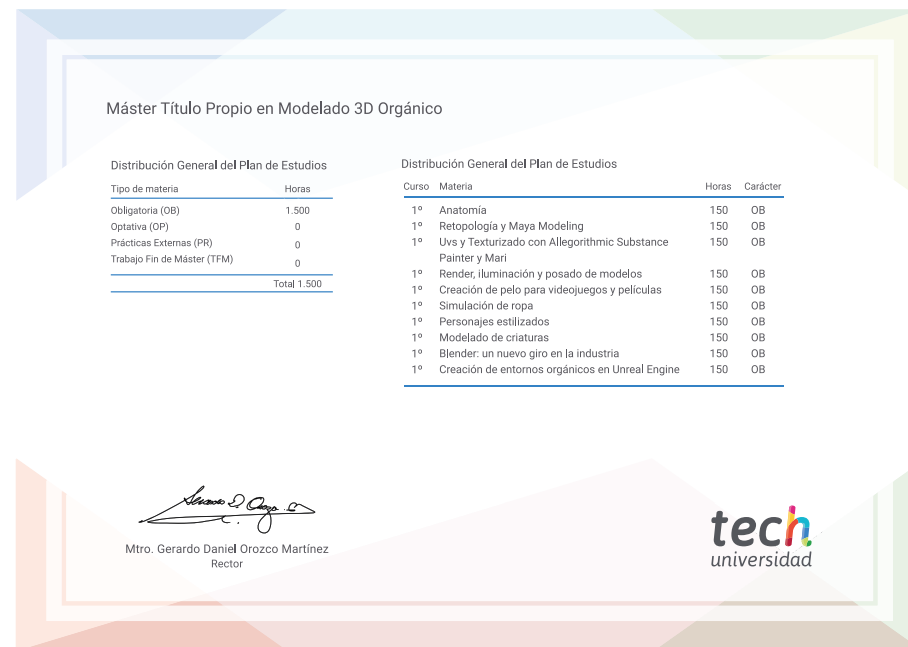 Máster Título Propio en Modelado 3D Orgánico
Distribución General del Plan de Estudios
Tipo de materia Horas
Obligatoria (OB) 1.500
Optativa (OP) 0
Prácticas Externas (PR) 0
Trabajo Fin de Máster (TFM) 0
Total 1.500
Distribución General del Plan de Estudios
Curso Materia Horas Carácter
1º Anatomía 150 OB
1º Retopología y Maya Modeling 150 OB
1º Uvs y Texturizado con Allegorithmic Substance 150 OB
Painter y Mari
1º Render, iluminación y posado de modelos 150 OB
1º Creación de pelo para videojuegos y películas 150 OB
1º Simulación de ropa 150 OB
1º Personajes estilizados 150 OB
1º Modelado de criaturas 150 OB
1º Blender: un nuevo giro en la industria 150 OB
1º Creación de entornos orgánicos en Unreal Engine 150 OB
Mtro. Gerardo Daniel Orozco Martínez
Rector
tech
universidad